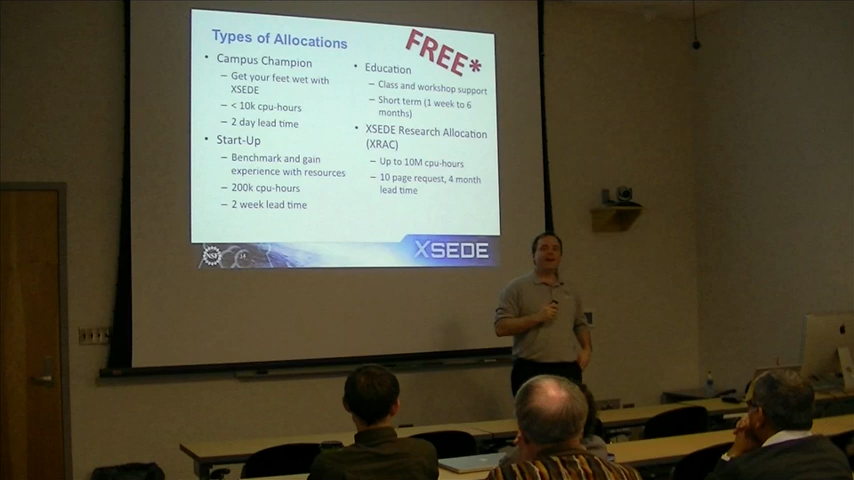 Types of Allocations
FREE*
• Campus Champion
– Get your feet wet with
XSEDE
– < 10k cpu-hours
– 2 day lead time
• Start-Up
– Benchmark and gain
experience with resources
– 200k cpu-hours
– 2 week lead time
• Education
– Class and workshop support
– Short term (1 week to 6
months)
• XSEDE Research Allocation
(XRAC)
– Up to 10M cpu-hours
– 10 page request, 4 month
lead time
NSF
14
XSEDE